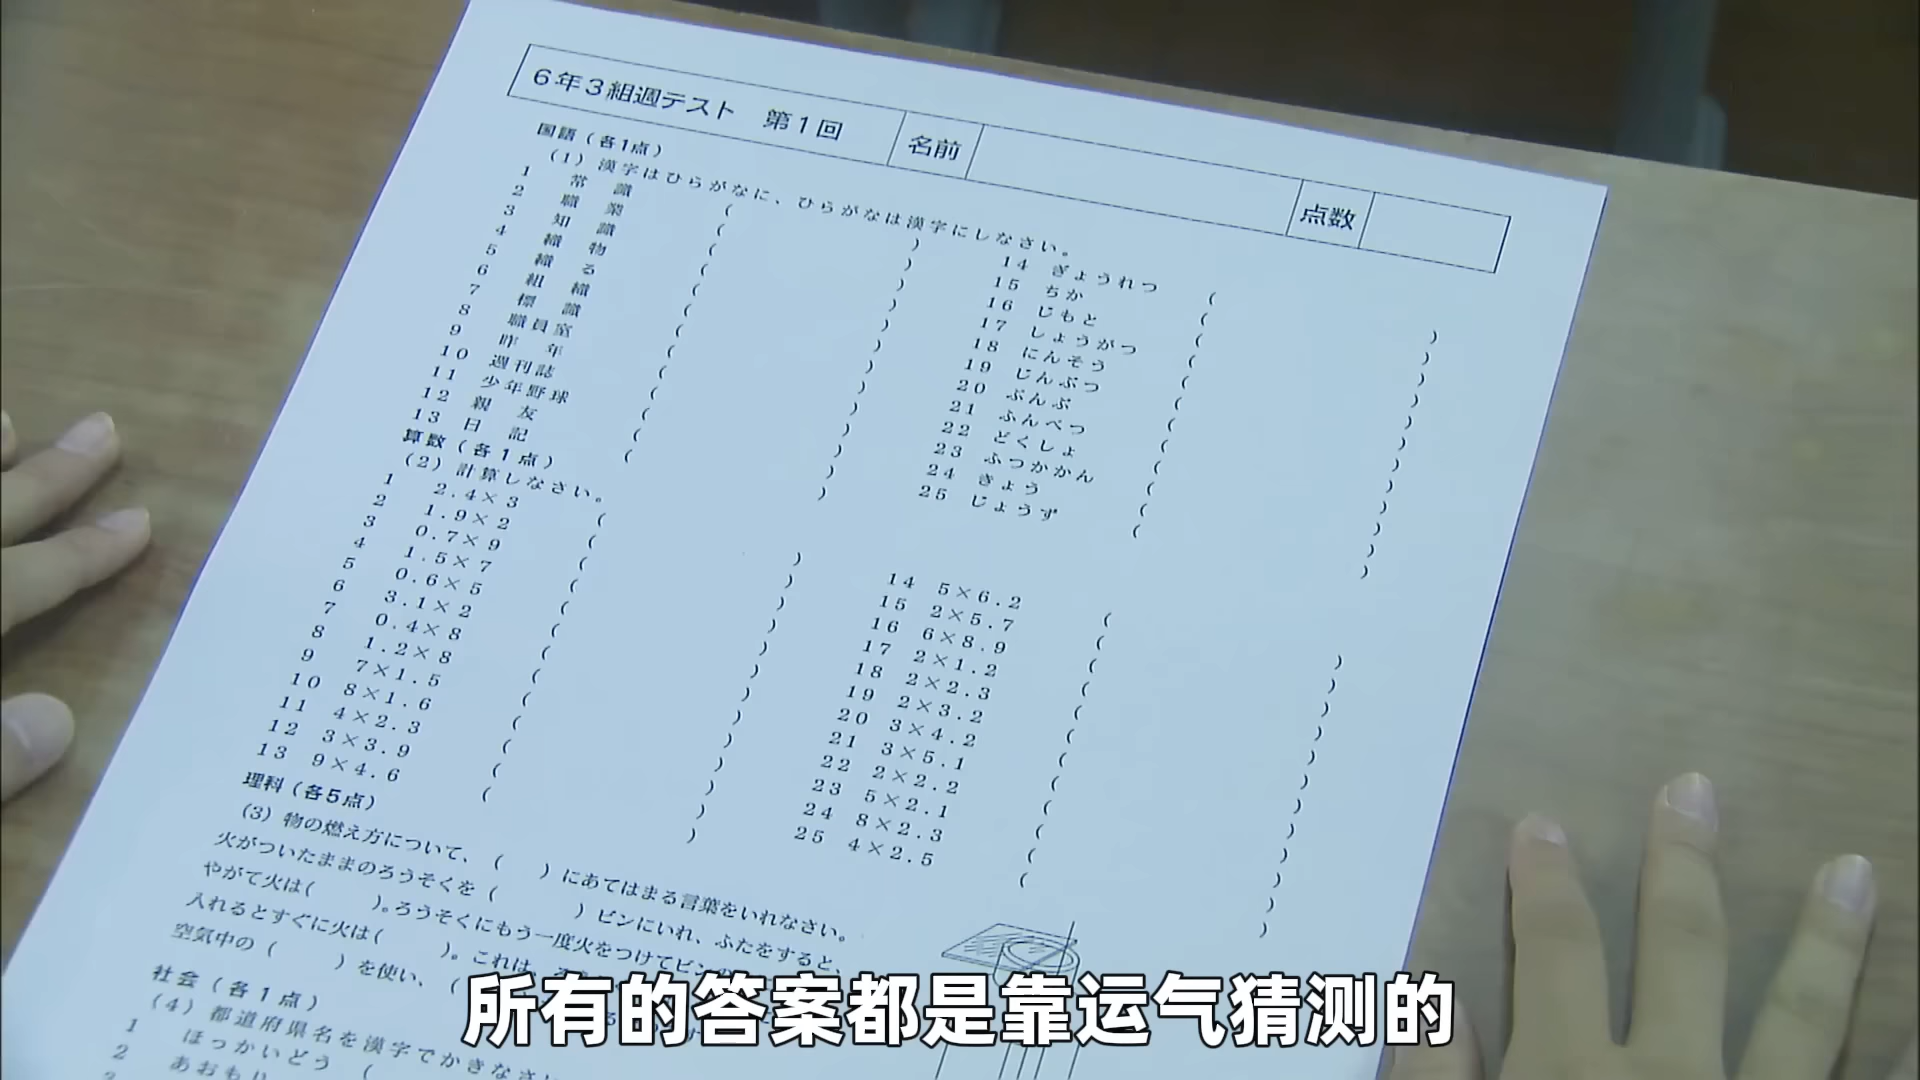 6年3組週テスト 第1回 名前 点数
国語(各1点)
(1)漢字はひらがなに、ひらがなは漢字にしなさい。
1 常識 ( )
2 職業 ( )
3 知識 ( )
4 織物 ( )
5 織る ( )
6 組織 ( )
7 標識 ( )
8 職員室 ( )
9 昨年 ( )
10 週刊誌 ( )
11 少年野球 ( )
12 親友 ( )
13 日記 ( )
14 ぎょうれつ ( )
15 ちか ( )
16 じもと ( )
17 しょうがつ ( )
18 にんそう ( )
19 じんぶつ ( )
20 ぶんぶ ( )
21 ふんべつ ( )
22 どくしょ ( )
23 ふつかかん ( )
24 きょう ( )
25 じょうず ( )
算数(各1点)
(2)計算しなさい。
1 2.4×3 ( )
2 1.9×2 ( )
3 0.7×9 ( )
4 1.5×7 ( )
5 0.6×5 ( )
6 3.1×2 ( )
7 0.4×8 ( )
8 1.2×8 ( )
9 7×1.5 ( )
10 8×1.6 ( )
11 4×2.3 ( )
12 3×3.9 ( )
13 9×4.6 ( )
14 5×6.2 ( )
15 2×5.7 ( )
16 6×8.9 ( )
17 2×1.2 ( )
18 2×2.3 ( )
19 2×3.2 ( )
20 3×4.2 ( )
21 3×5.1 ( )
22 2×2.2 ( )
23 5×2.1 ( )
24 8×2.3 ( )
25 4×2.5 ( )
理科(各5点)
(3)物の燃え方について、( )にあてはまる言葉をいれなさい。
火がついたままのろうそくを( )ビンにいれ、ふたをすると、
やがて火は( )。ろうそくにもう一度火をつけてビンの
入れるとすぐに火は( )。これは、
空気中の( )を使い、(
社会(各1点)
(4)都道府県名を漢字でかきなさい
1 ほっかいどう (
2 あおもり
所有的答案都是靠运气猜测的